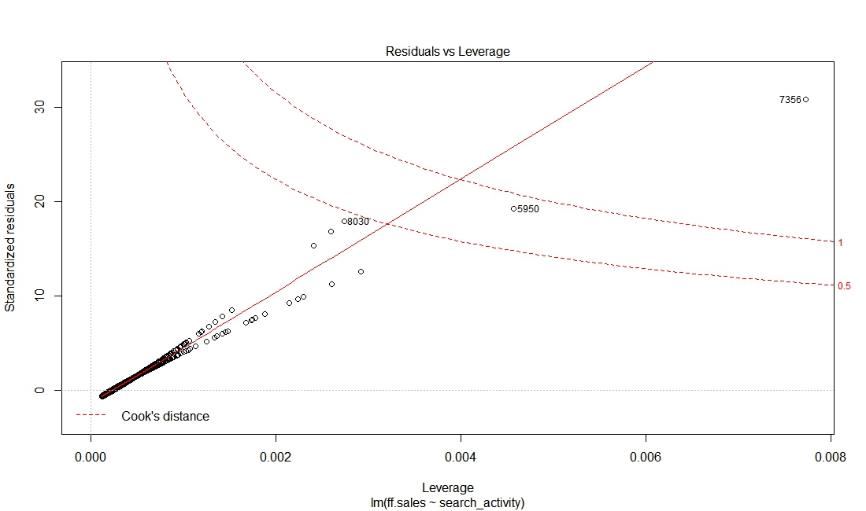 Residuals vs Leverage
Standardized residuals
30
20
10
0
7356
5950
8030
1
0.5
Cook's distance
0.000
0.002
0.004
0.006
0.008
Leverage
lm(ff.sales ~ search_activity)